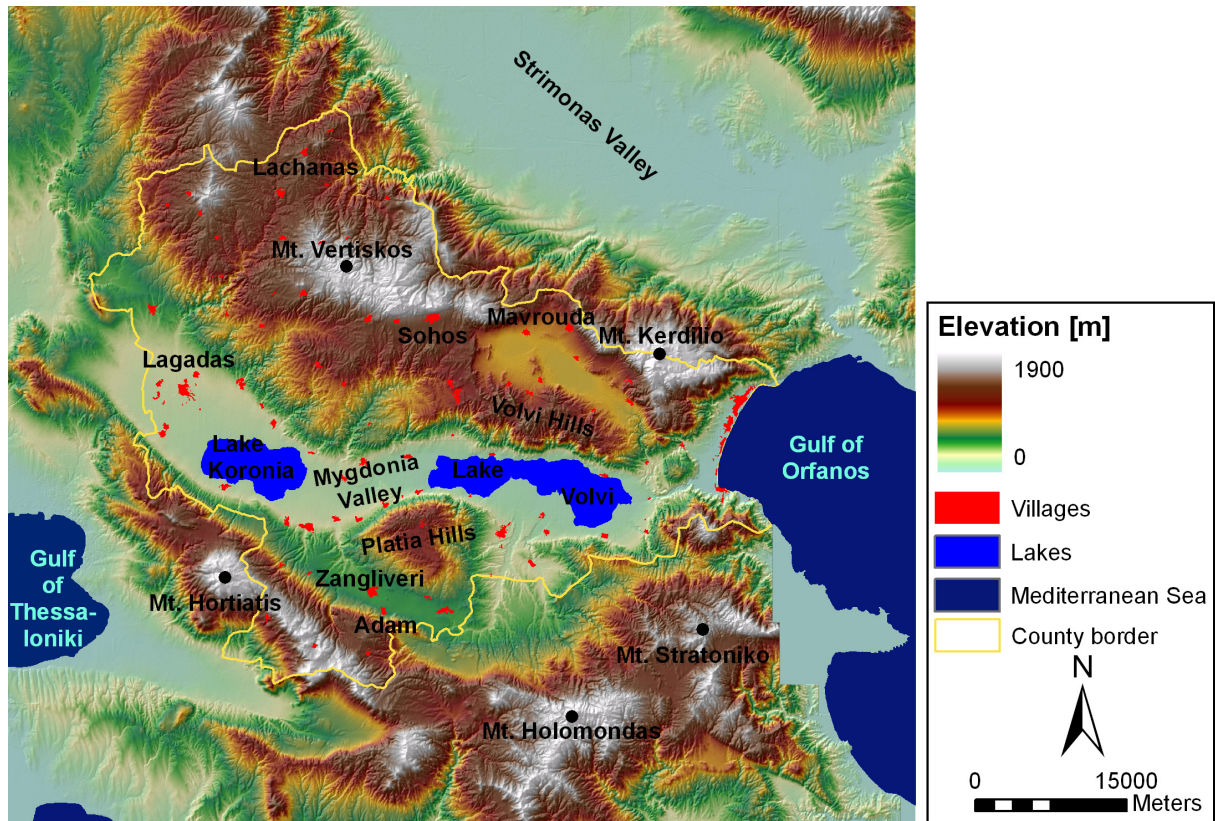 Strimonas Valley
Lachanas
Mt. Vertiskos
Mavrouda
Sohos
Mt. Kerdilio
Lagadas
Volvi Hills
Lake
Koronia
Mygdonia
Valley
Lake
Volvi
Gulf of
Orfanos
Platia Hills
Gulf
of
Thessa-
loniki
Zangliveri
Mt. Hortiatis
Adam
Mt. Stratoniko
Mt. Holomondas
Elevation [m]
1900
0
Villages
Lakes
Mediterranean Sea
County border
N
0
15000
Meters